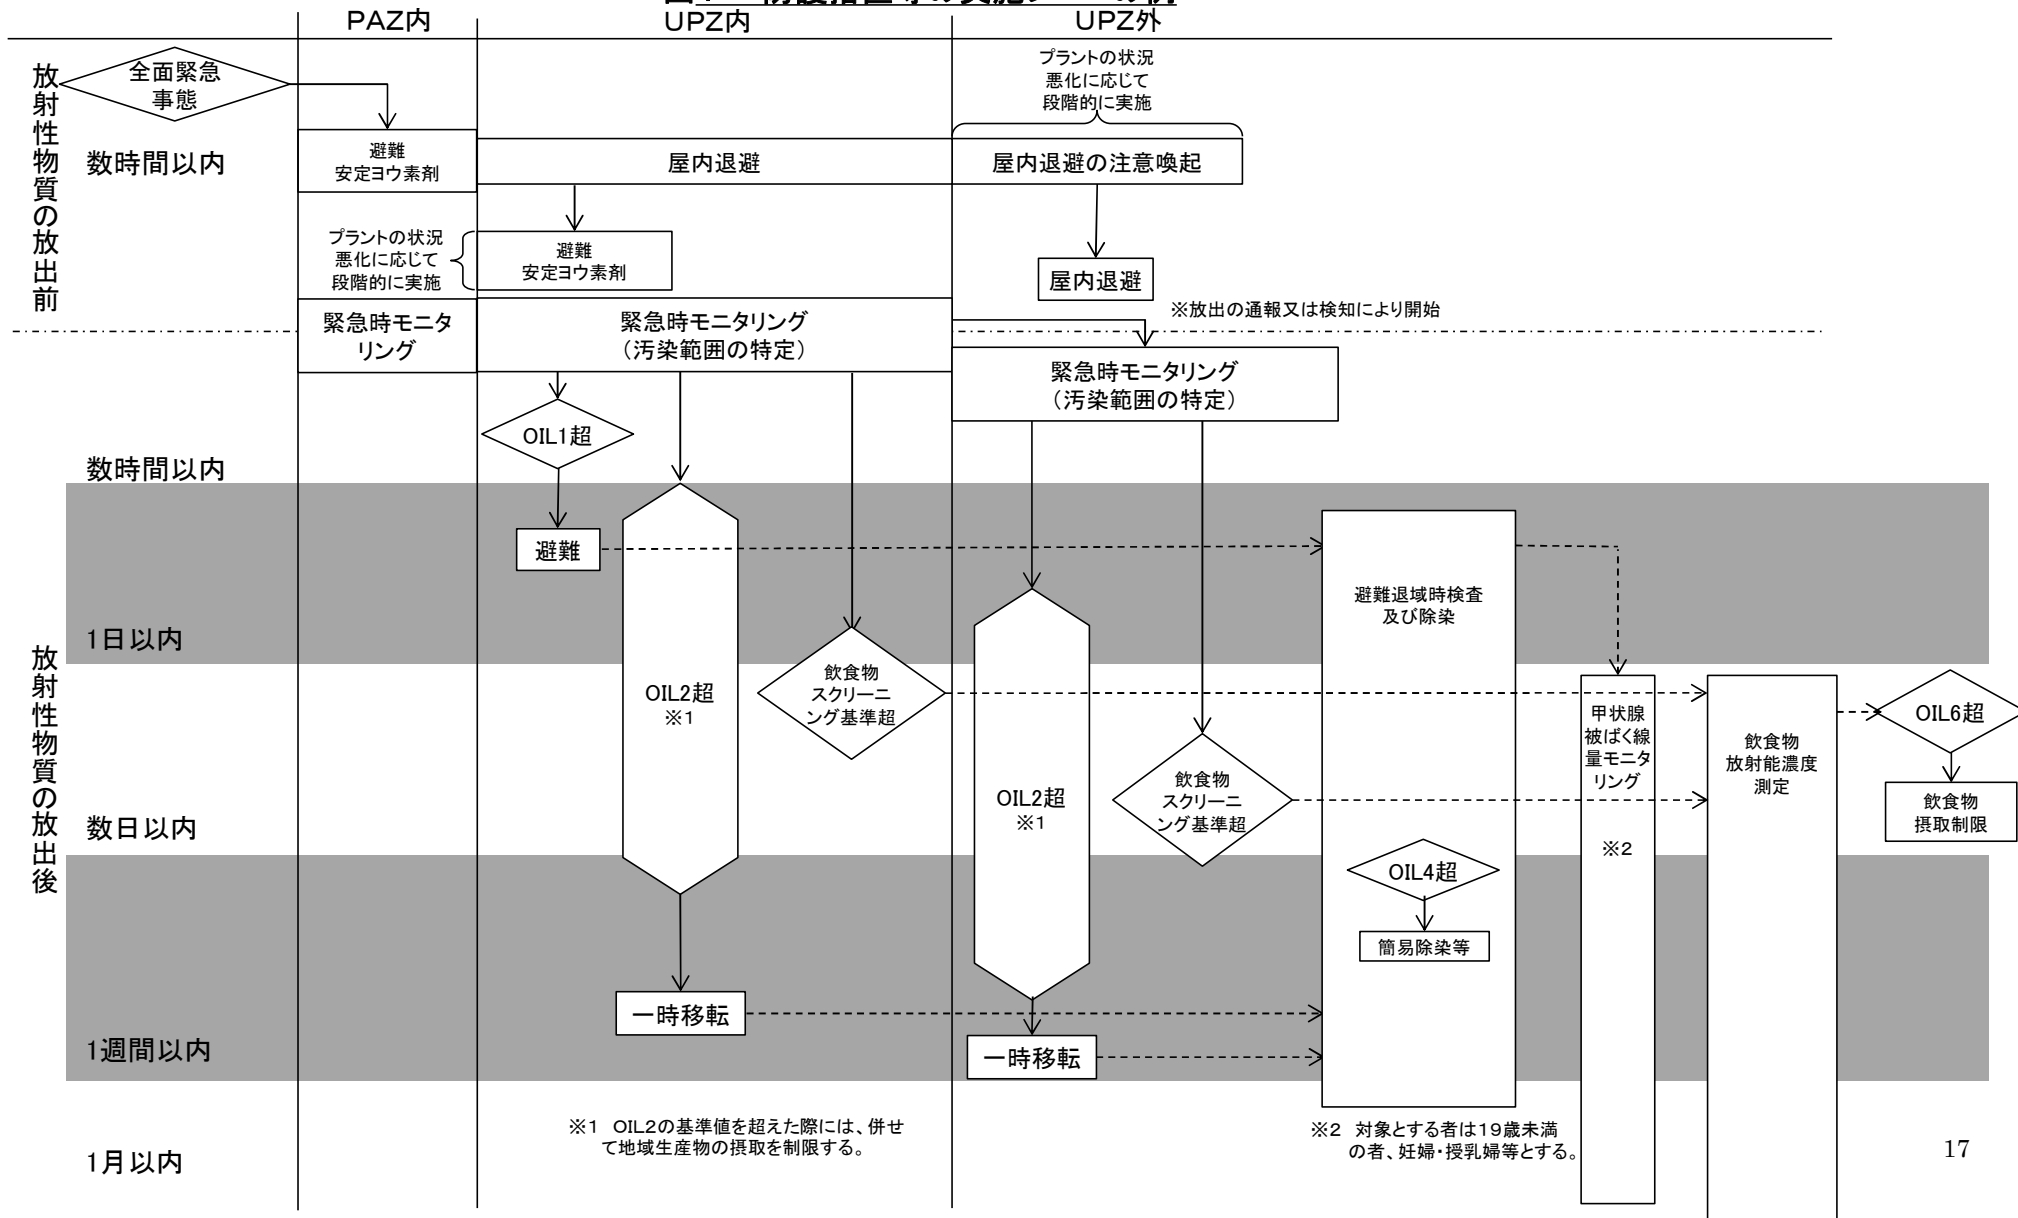 PAZ内
UPZ内
UPZ外
放射性物質の放出前
全面緊急
事態
プラントの状況
悪化に応じて
段階的に実施
数時間以内
避難
安定ヨウ素剤
屋内退避
屋内退避の注意喚起
プラントの状況
悪化に応じて
段階的に実施
避難
安定ヨウ素剤
屋内退避
※放出の通報又は検知により開始
緊急時モニタ
リング
緊急時モニタリング
（汚染範囲の特定）
緊急時モニタリング
（汚染範囲の特定）
放射性物質の放出後
OIL1超
数時間以内
避難
避難退域時検査
及び除染
1日以内
OIL2超
※1
飲食物
スクリーニ
ング基準超
OIL2超
※1
飲食物
スクリーニ
ング基準超
甲状腺
被ばく線
量モニタ
リング
※2
飲食物
放射能濃度
測定
OIL6超
飲食物
摂取制限
数日以内
OIL4超
簡易除染等
一時移転
一時移転
1週間以内
※1 OIL2の基準値を超えた際には、併せ
て地域生産物の摂取を制限する。
※2 対象とする者は19歳未満
の者、妊婦・授乳婦等とする。
1月以内
17